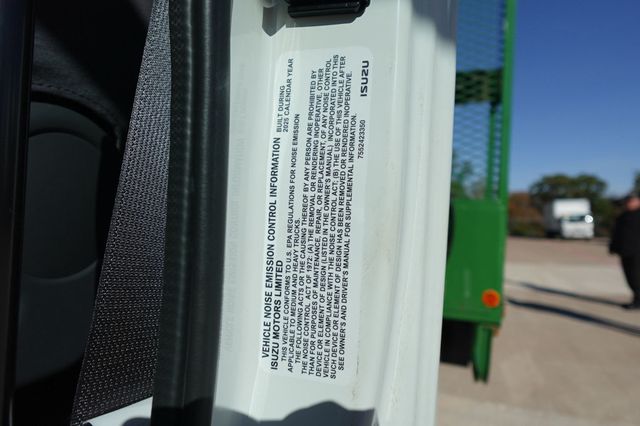 VEHICLE NOISE EMISSION CONTROL INFORMATION
ISUZU MOTORS LIMITED
BUILT DURING
2025 CALENDAR YEAR
THIS VEHICLE CONFORMS TO U.S. EPA REGULATIONS FOR NOISE EMISSION
APPLICABLE TO MEDIUM AND HEAVY TRUCKS.
THE FOLLOWING ACTS OR THE CAUSING THEREOF BY ANY PERSON ARE PROHIBITED BY
THE NOISE CONTROL ACT OF 1972: (A) THE REMOVAL OR RENDERING INOPERATIVE, OTHER
THAN FOR PURPOSES OF MAINTENANCE, REPAIR, OR REPLACEMENT, OF ANY NOISE CONTROL
DEVICE OR ELEMENT OF DESIGN (LISTED IN THE OWNER'S MANUAL) INCORPORATED INTO THIS
VEHICLE IN COMPLIANCE WITH THE NOISE CONTROL ACT; (B) THE USE OF THIS VEHICLE AFTER
SUCH DEVICE OR ELEMENT OF DESIGN HAS BEEN REMOVED OR RENDERED INOPERATIVE.
SEE OWNER'S AND DRIVER'S MANUAL FOR SUPPLEMENTAL INFORMATION.
7552423350
ISUZU